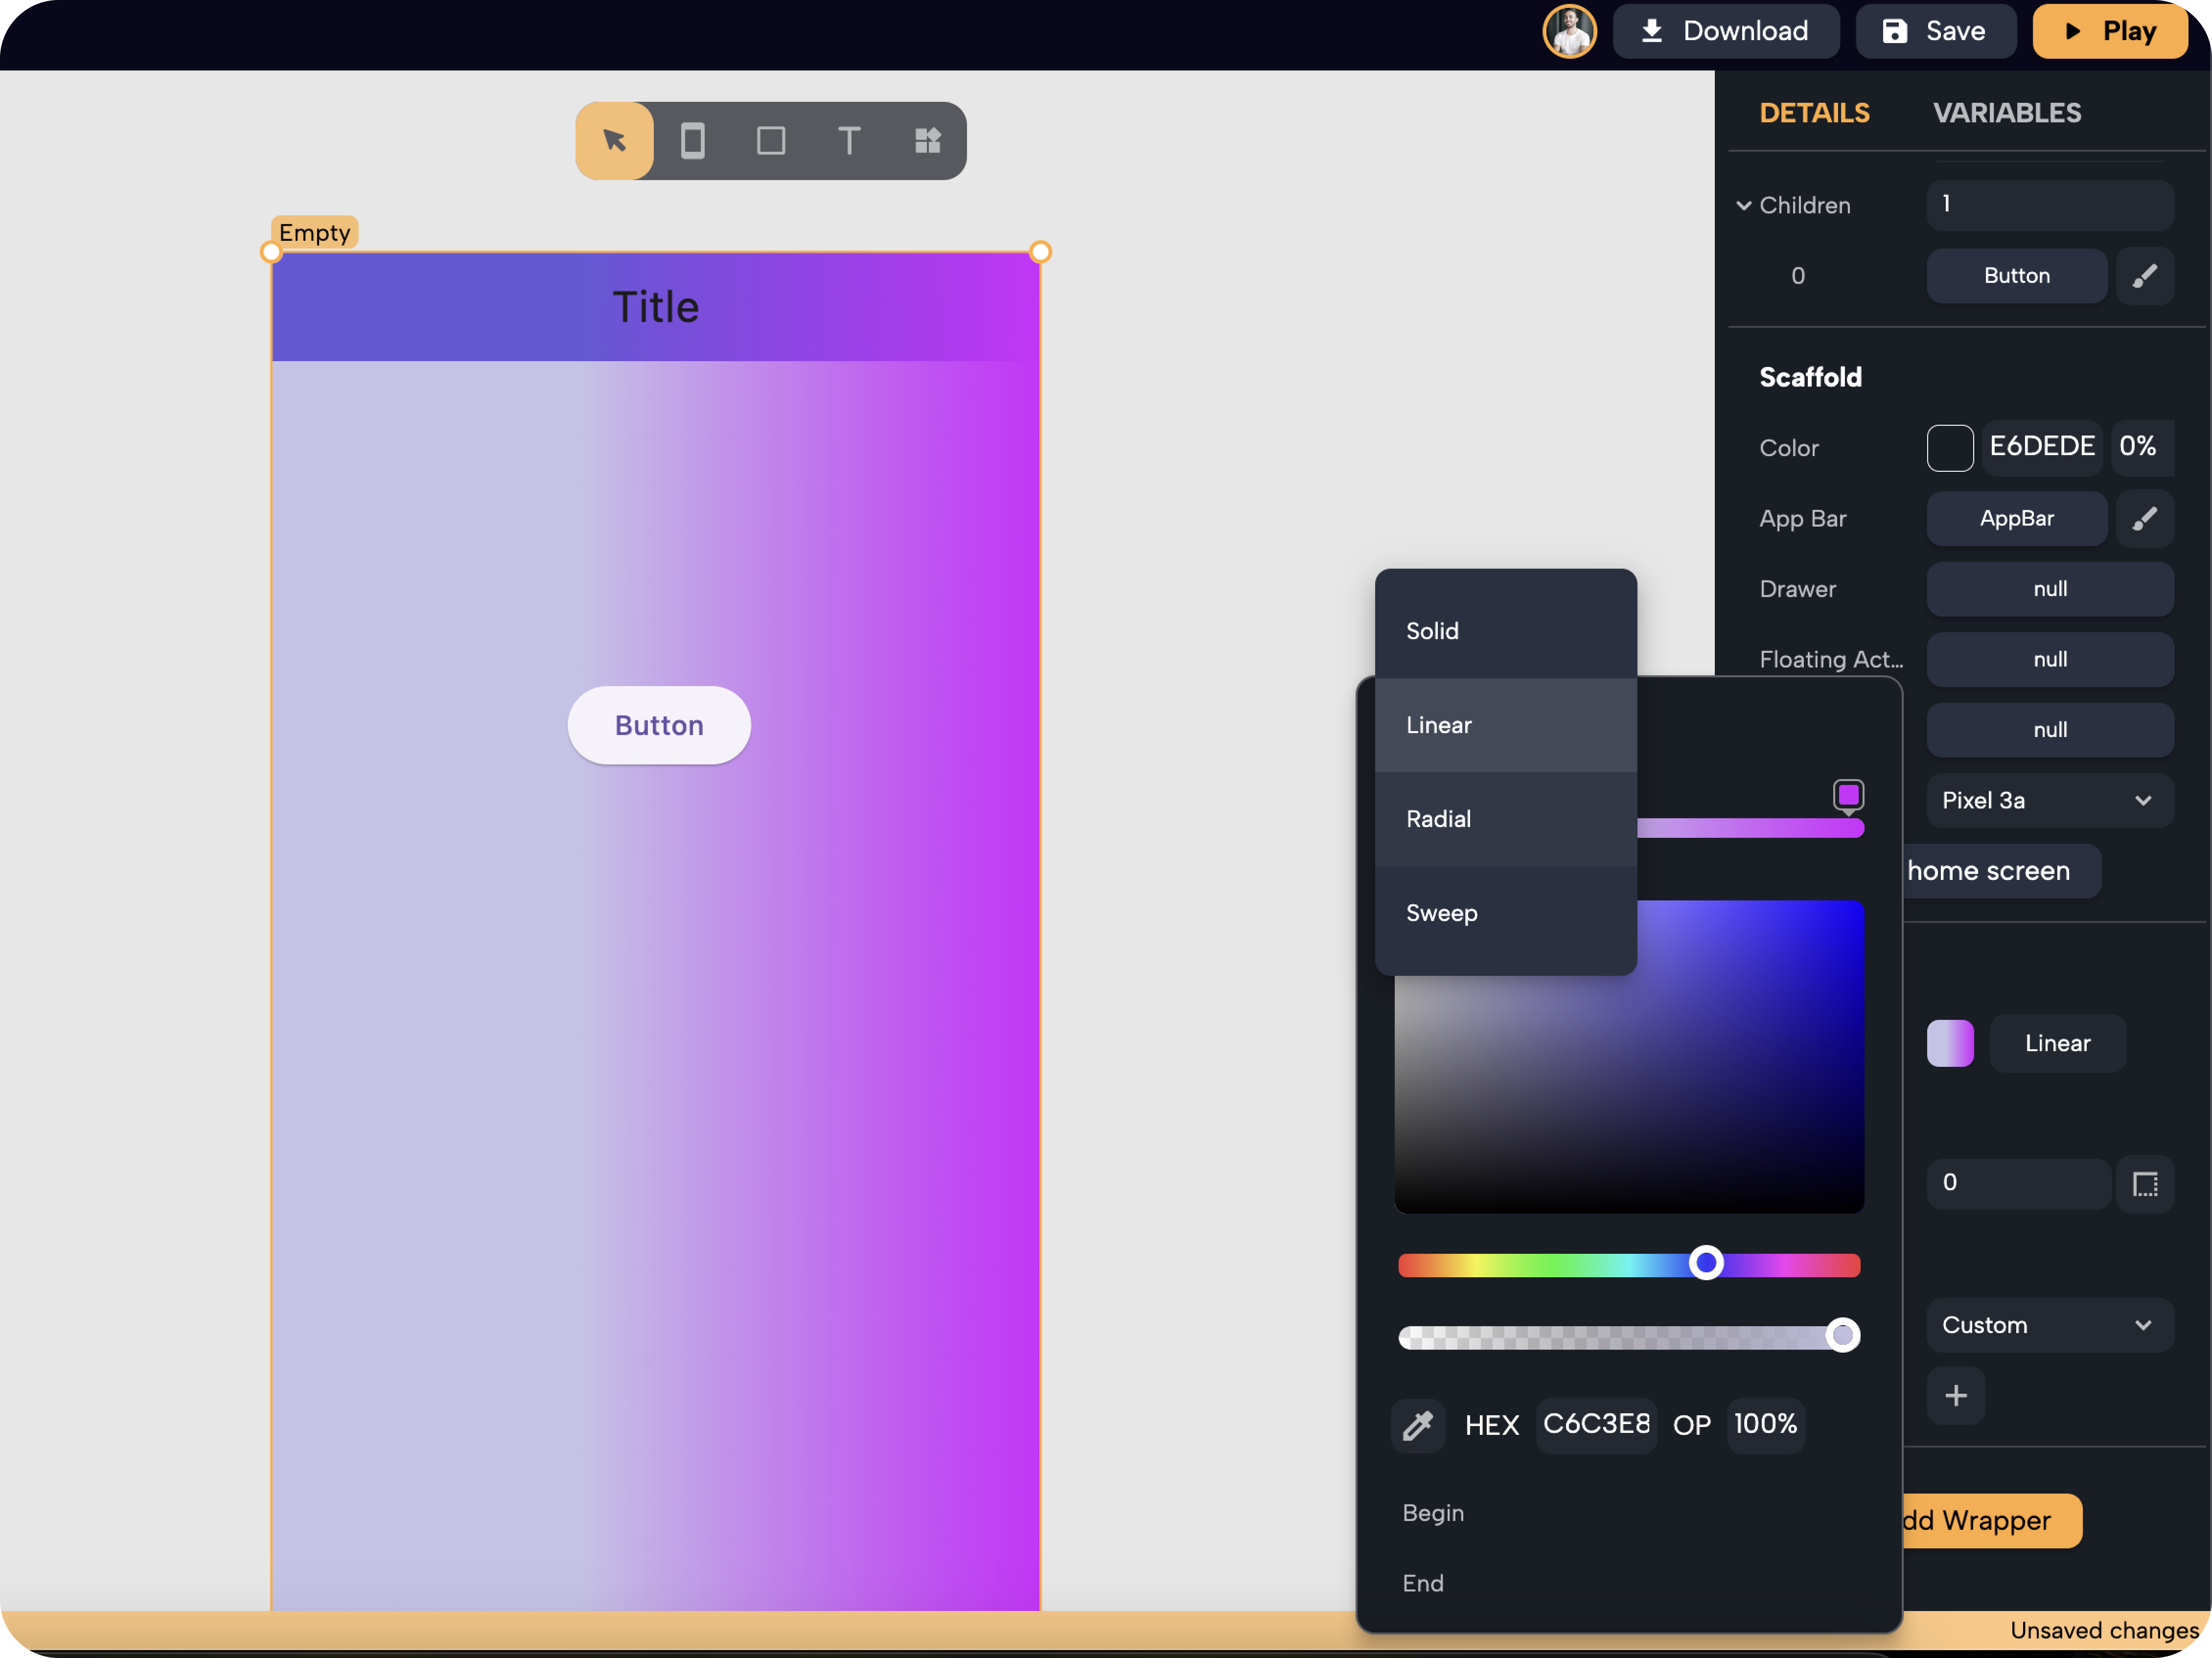 Download
Save
Play
DETAILS
VARIABLES
Children
1
0
Button
Scaffold
Color
E6DEDE
0%
App Bar
AppBar
Drawer
null
Floating Act...
null
null
Pixel 3a
home screen
Linear
0
Custom
dd Wrapper
Empty
Title
Button
Solid
Linear
Radial
Sweep
HEX
C6C3E8
OP
100%
Begin
End
Unsaved changes